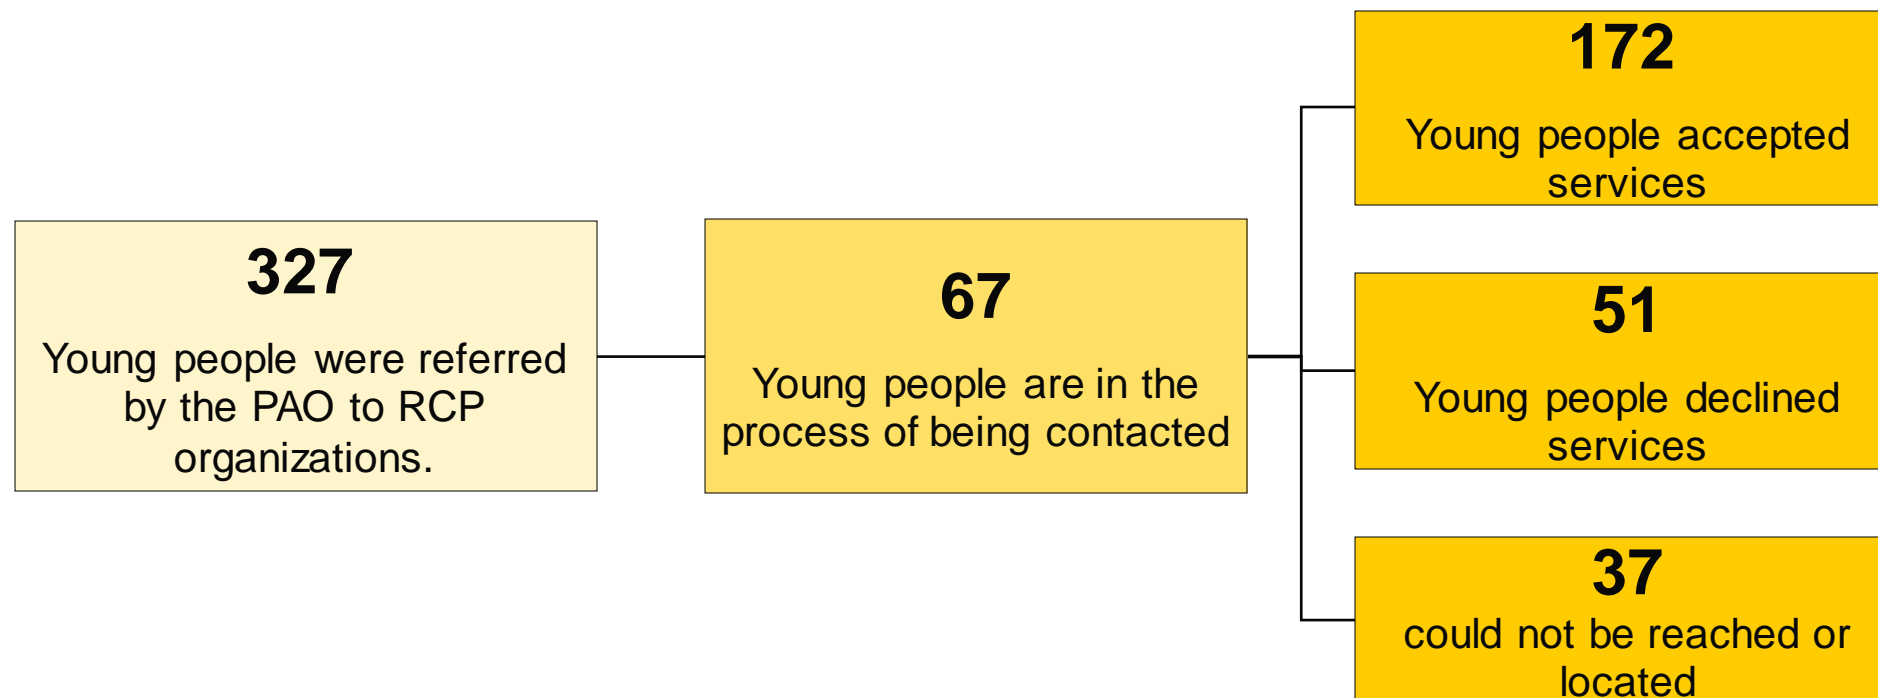 327
Young people were referred
by the PAO to RCP
organizations.
67
Young people are in the
process of being contacted
172
Young people accepted
services
51
Young people declined
services
37
could not be reached or
located